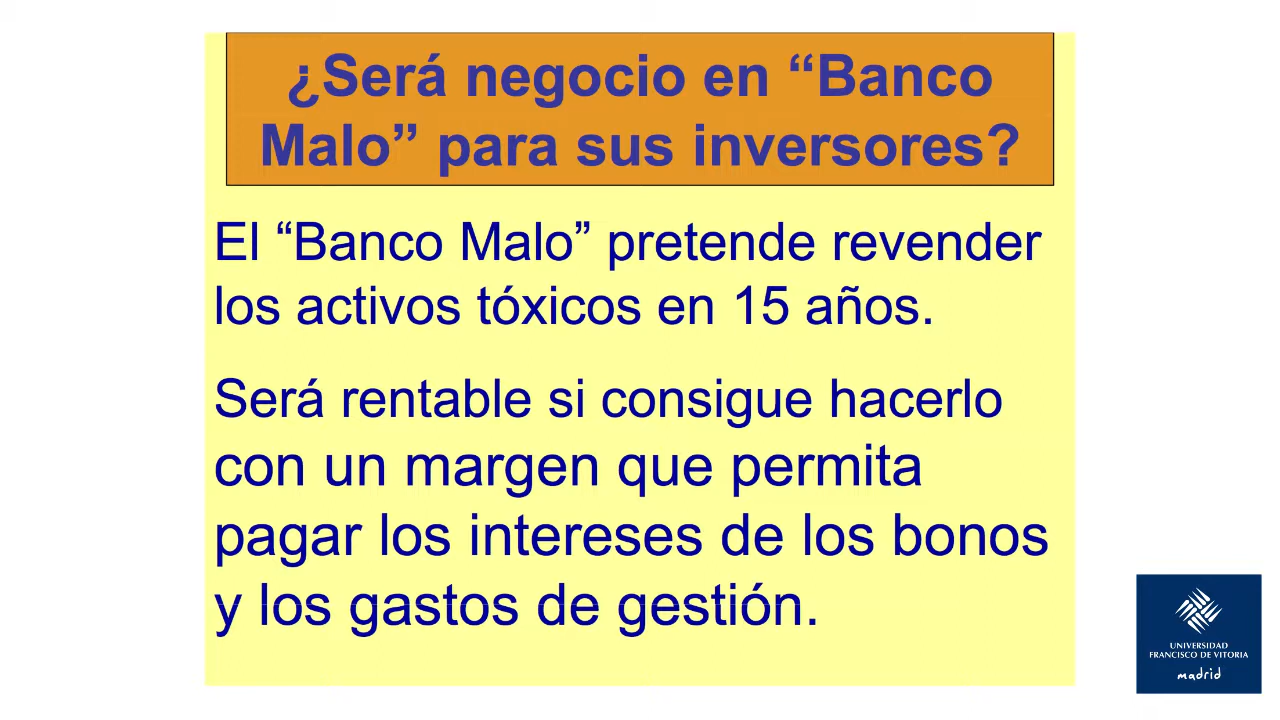 ¿Será negocio en “Banco
Malo” para sus inversores?
El “Banco Malo” pretende revender
los activos tóxicos en 15 años.
Será rentable si consigue hacerlo
con un margen que permita
pagar los intereses de los bonos
y los gastos de gestión.
UNIVERSIDAD
FRANCISCO DE VITORIA
madrid